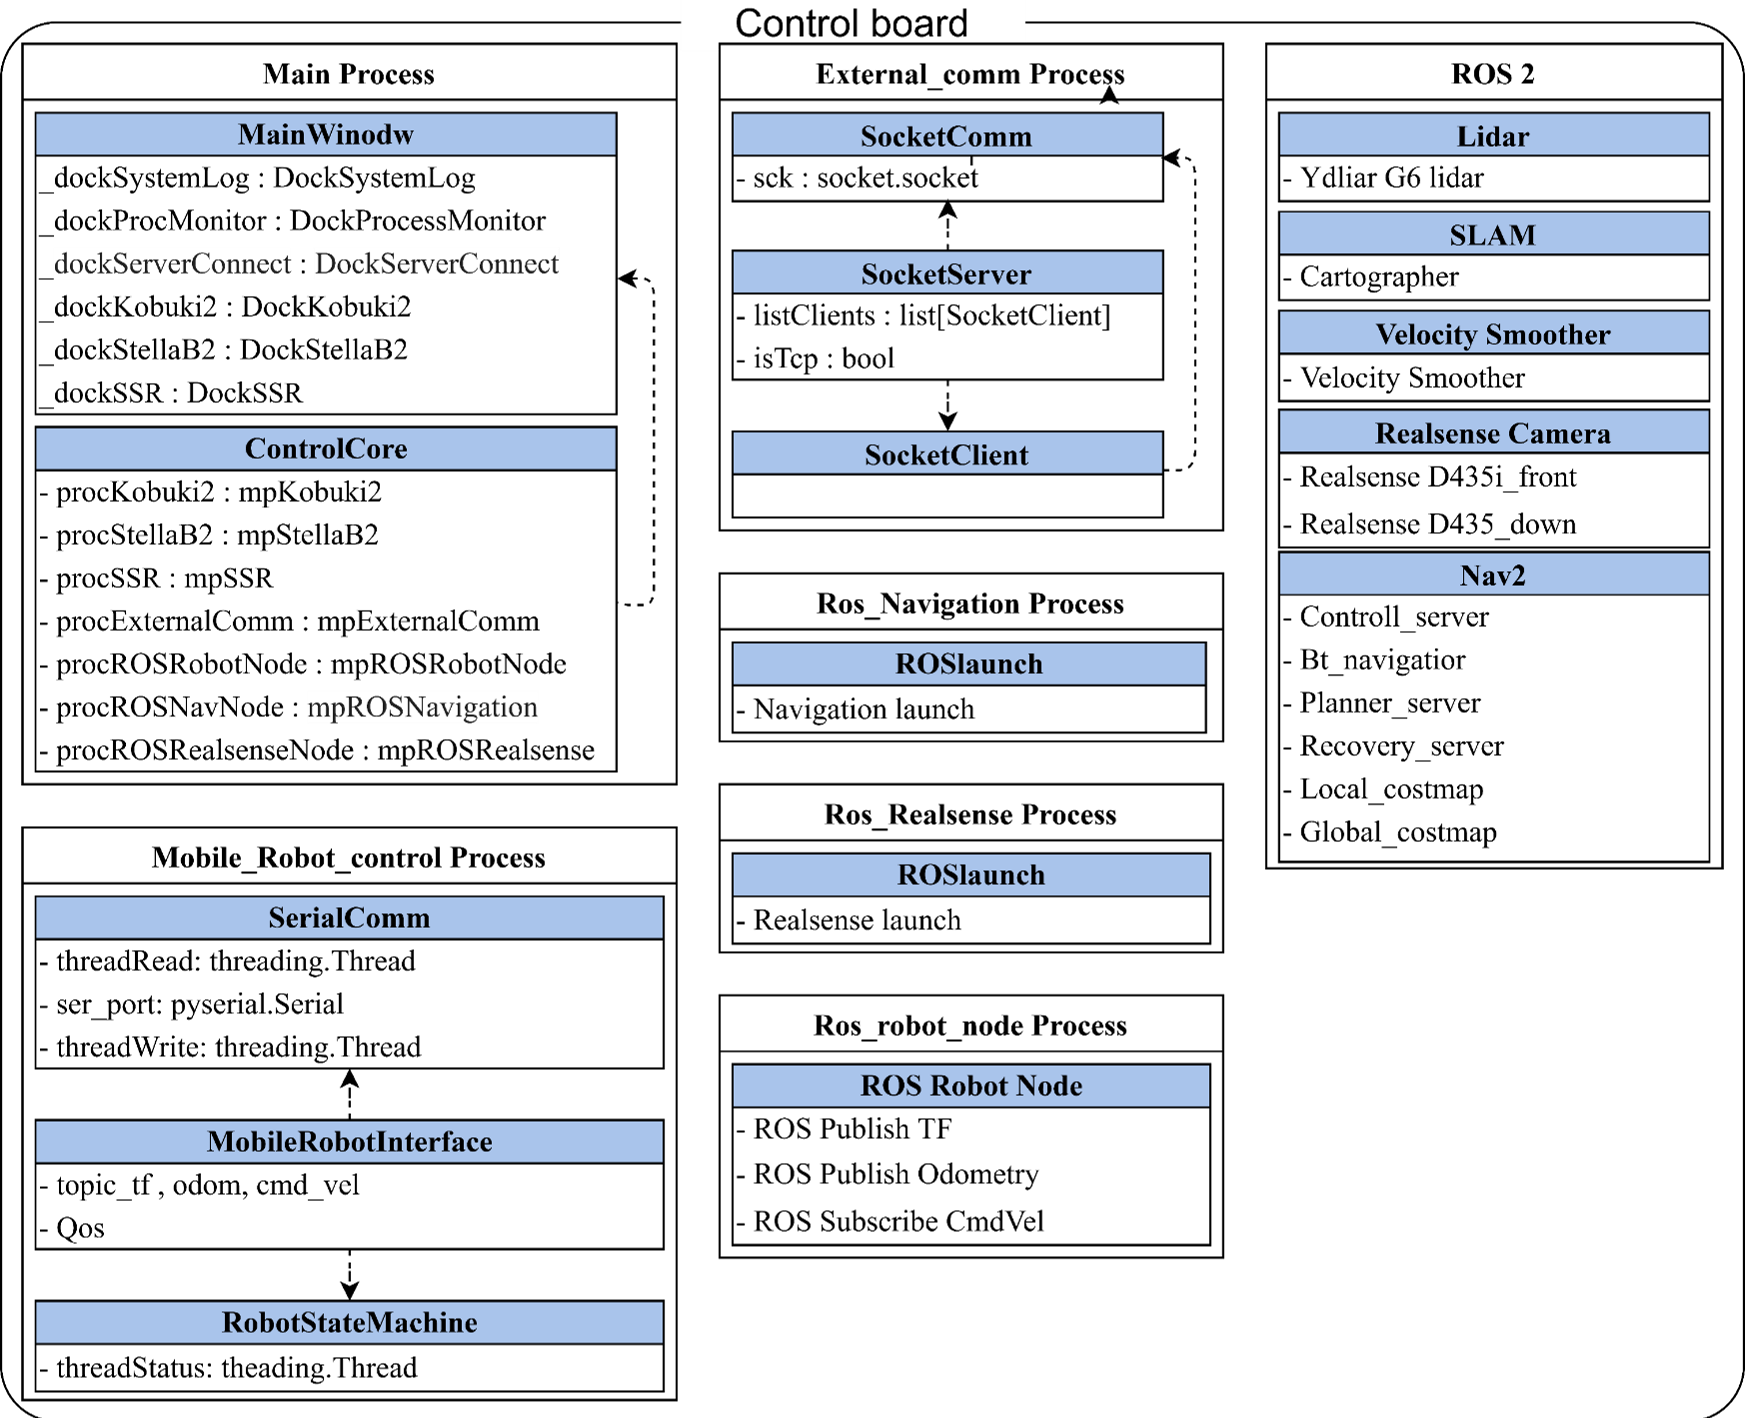 Control board
Main Process
MainWinodw
_dockSystemLog : DockSystemLog
_dockProcMonitor : DockProcessMonitor
_dockServerConnect : DockServerConnect
_dockKobuki2 : DockKobuki2
_dockStellaB2 : DockStellaB2
_dockSSR : DockSSR
ControlCore
- procKobuki2 : mpKobuki2
- procStellaB2 : mpStellaB2
- procSSR : mpSSR
- procExternalComm : mpExternalComm
- procROSRobotNode : mpROSRobotNode
- procROSNavNode : mpROSNavigation
- procROSRealsenseNode : mpROSRealsense
Mobile_Robot_control Process
SerialComm
- threadRead: threading.Thread
- ser_port: pyserial.Serial
- threadWrite: threading.Thread
MobileRobotInterface
- topic_tf , odom, cmd_vel
- Qos
RobotStateMachine
- threadStatus: theading.Thread
External_comm Process
SocketComm
- sck : socket.socket
SocketServer
- listClients : list[SocketClient]
- isTcp : bool
SocketClient
Ros_Navigation Process
ROSlaunch
- Navigation launch
Ros_Realsense Process
ROSlaunch
- Realsense launch
Ros_robot_node Process
ROS Robot Node
- ROS Publish TF
- ROS Publish Odometry
- ROS Subscribe CmdVel
ROS 2
Lidar
- Ydliar G6 lidar
SLAM
- Cartographer
Velocity Smoother
- Velocity Smoother
Realsense Camera
- Realsense D435i_front
- Realsense D435_down
Nav2
- Controll_server
- Bt_navigatior
- Planner_server
- Recovery_server
- Local_costmap
- Global_costmap